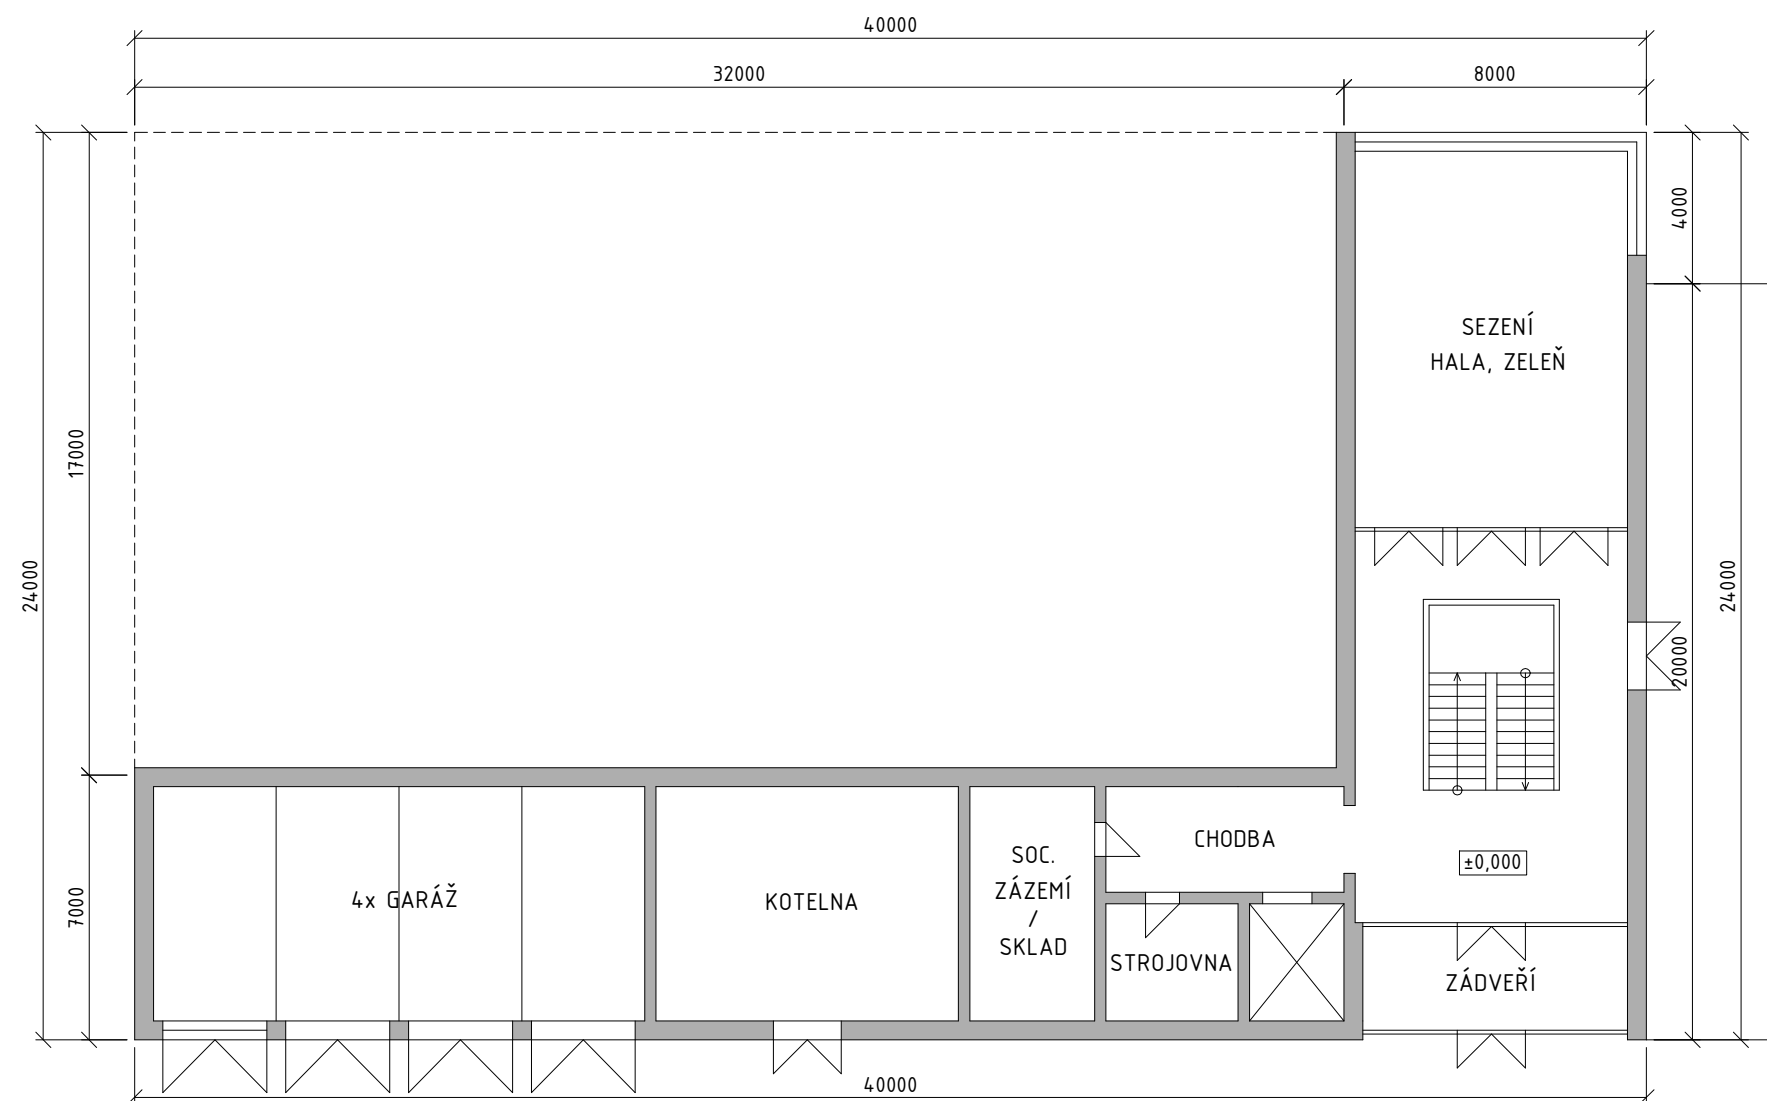 40000
32000
8000
4000
SEZENÍ
HALA, ZELEŇ
17000
24000
24000
20000
CHODBA
±0,000
SOC.
ZÁZEMÍ
/
SKLAD
4x GARÁŽ
KOTELNA
7000
STROJOVNA
ZÁDVEŘÍ
40000